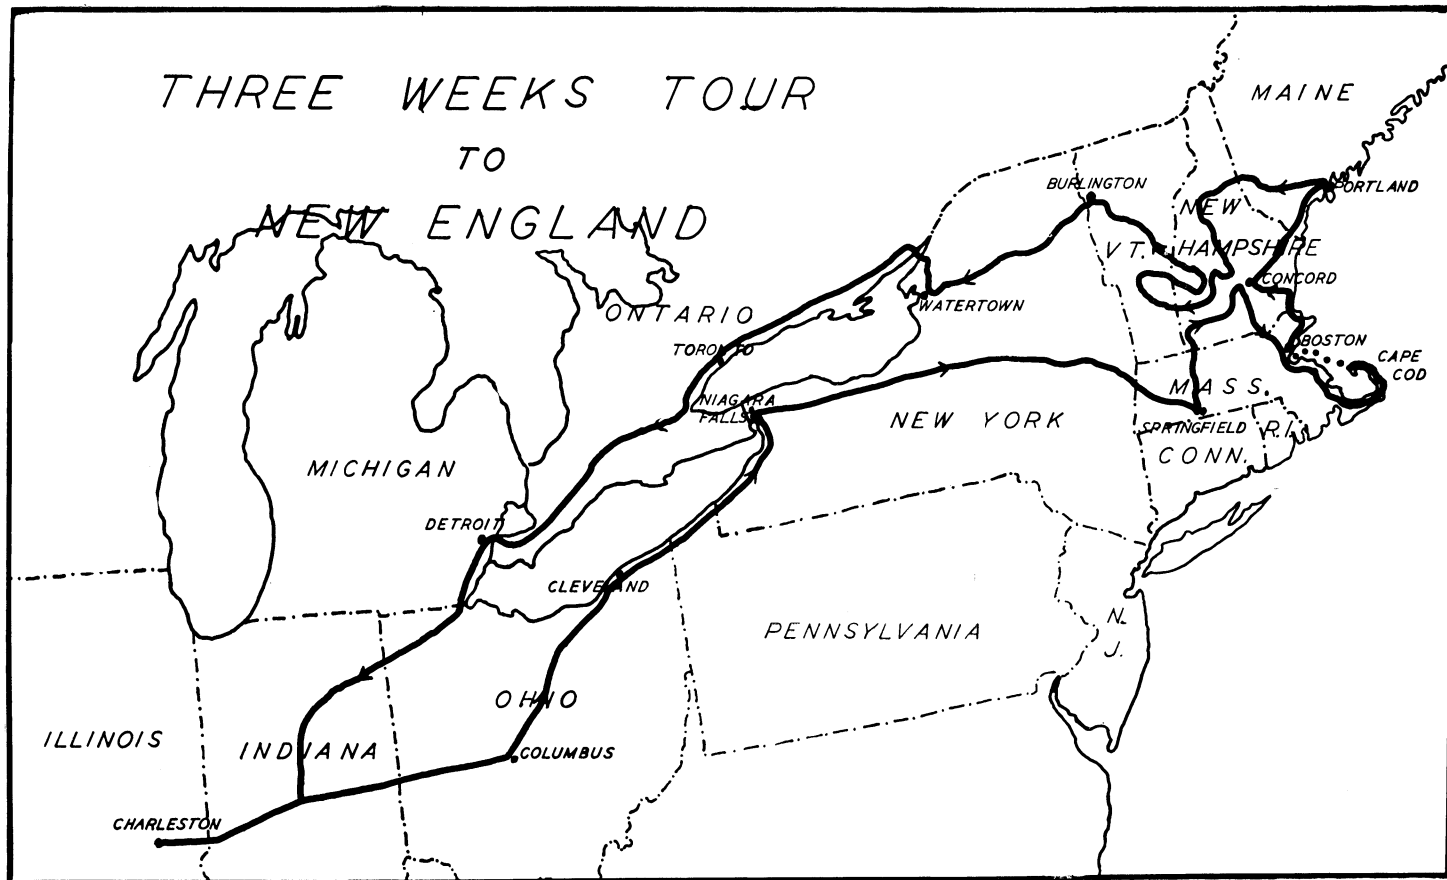 THREE WEEKS TOUR
TO
NEW ENGLAND
MAINE
BURLINGTON
PORTLAND
NEW
VT.
HAMPSHIRE
CONCORD
WATERTOWN
ONTARIO
TORONTO
BOSTON
CAPE
COD
MASS.
NIAGARA
FALLS
NEW YORK
SPRINGFIELD
R.I.
CONN.
MICHIGAN
DETROIT
CLEVELAND
PENNSYLVANIA
N.
J.
OHIO
ILLINOIS
INDIANA
COLUMBUS
CHARLESTON